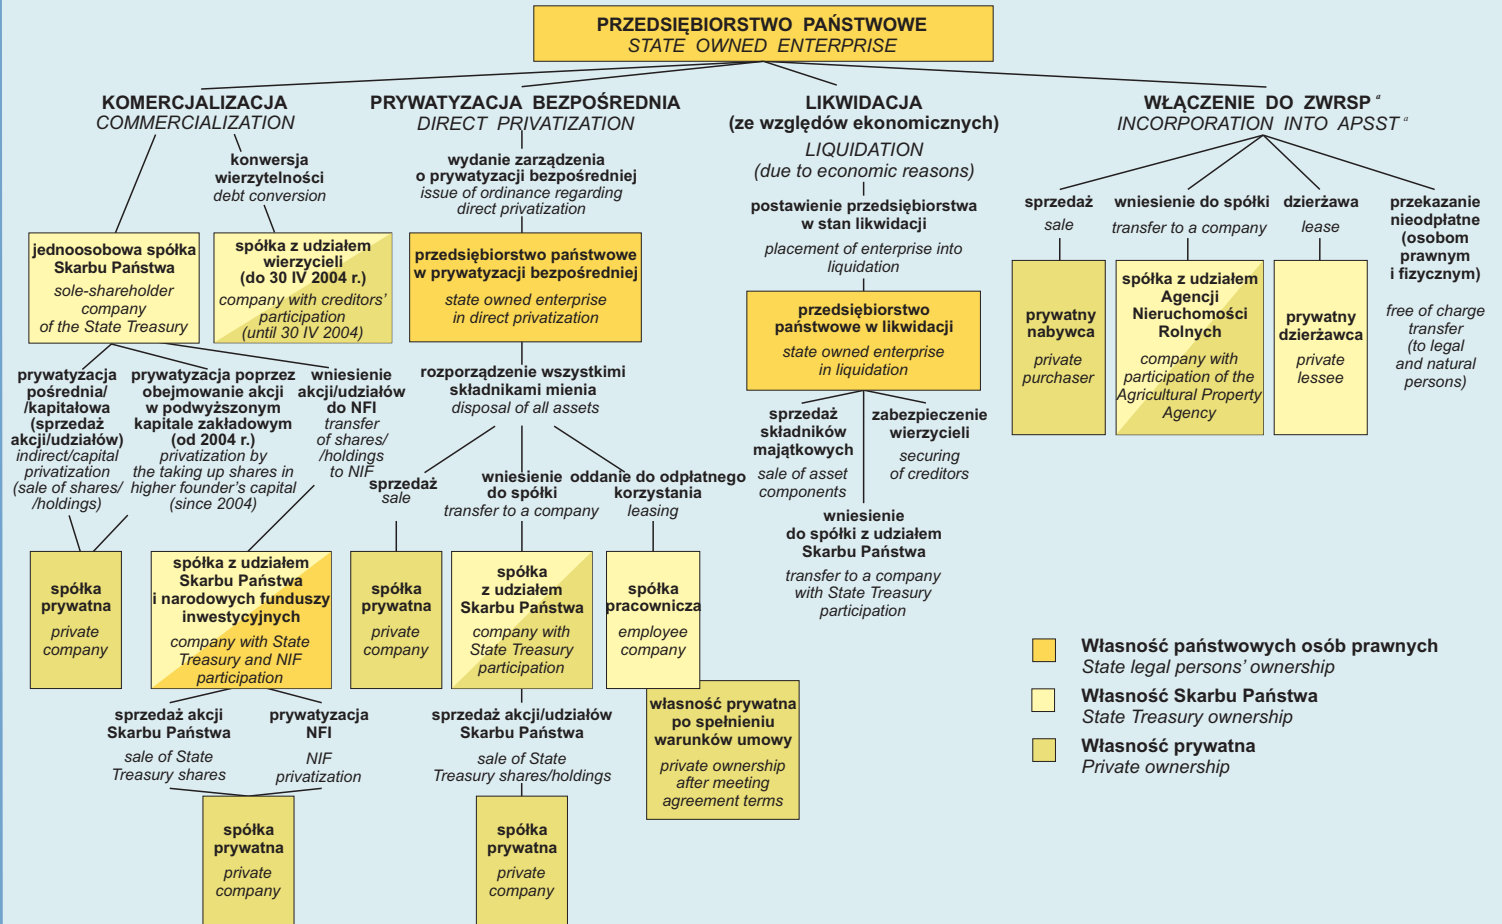 PRZEDSIĘBIORSTWO PAŃSTWOWE
STATE OWNED ENTERPRISE
KOMERCJALIZACJA
COMMERCIALIZATION
konwersja
wierzytelności
debt conversion
jednoosobowa spółka
Skarbu Państwa
sole-shareholder
company
of the State Treasury
spółka z udziałem
wierzycieli
(do 30 IV 2004 r.)
company with creditors'
participation
(until 30 IV 2004)
prywatyzacja
pośrednia/
/kapitałowa
(sprzedaż
akcji/udziałów)
indirect/capital
privatization
(sale of shares/
/holdings)
prywatyzacja poprzez
obejmowanie akcji
w podwyższonym
kapitale zakładowym
(od 2004 r.)
privatization by
the taking up shares in
higher founder's capital
(since 2004)
wniesienie
akcji/udziałów
do NFI
transfer
of shares/
/holdings
to NIF
spółka
prywatna
private
company
spółka z udziałem
Skarbu Państwa
i narodowych funduszy
inwestycyjnych
company with State
Treasury and NIF
participation
sprzedaż akcji
Skarbu Państwa
sale of State
Treasury shares
prywatyzacja
NFI
NIF
privatization
spółka
prywatna
private
company
PRYWATYZACJA BEZPOŚREDNIA
DIRECT PRIVATIZATION
wydanie zarządzenia
o prywatyzacji bezpośredniej
issue of ordinance regarding
direct privatization
przedsiębiorstwo państwowe
w prywatyzacji bezpośredniej
state owned enterprise
in direct privatization
rozporządzenie wszystkimi
składnikami mienia
disposal of all assets
sprzedaż
sale
wniesienie
do spółki
transfer to a company
oddanie do odpłatnego
korzystania
leasing
spółka
prywatna
private
company
spółka
z udziałem
Skarbu Państwa
company with
State Treasury
participation
spółka
pracownicza
employee
company
sprzedaż akcji/udziałów
Skarbu Państwa
sale of State
Treasury shares/holdings
własność prywatna
po spełnieniu
warunków umowy
private ownership
after meeting
agreement terms
spółka
prywatna
private
company
LIKWIDACJA
(ze względów ekonomicznych)
LIQUIDATION
(due to economic reasons)
postawienie przedsiębiorstwa
w stan likwidacji
placement of enterprise into
liquidation
przedsiębiorstwo
państwowe w likwidacji
state owned enterprise
in liquidation
sprzedaż
składników
majątkowych
sale of asset
components
zabezpieczenie
wierzycieli
securing
of creditors
wniesienie
do spółki z udziałem
Skarbu Państwa
transfer to a company
with State Treasury
participation
WŁĄCZENIE DO ZWRSP a
INCORPORATION INTO APSST a
sprzedaż
sale
wniesienie do spółki
transfer to a company
dzierżawa
lease
przekazanie
nieodpłatne
(osobom
prawnym
i fizycznym)
free of charge
transfer
(to legal
and natural
persons)
prywatny
nabywca
private
purchaser
spółka z udziałem
Agencji
Nieruchomości
Rolnych
company with
participation of the
Agricultural Property
Agency
prywatny
dzierżawca
private
lessee
Własność państwowych osób prawnych
State legal persons' ownership
Własność Skarbu Państwa
State Treasury ownership
Własność prywatna
Private ownership